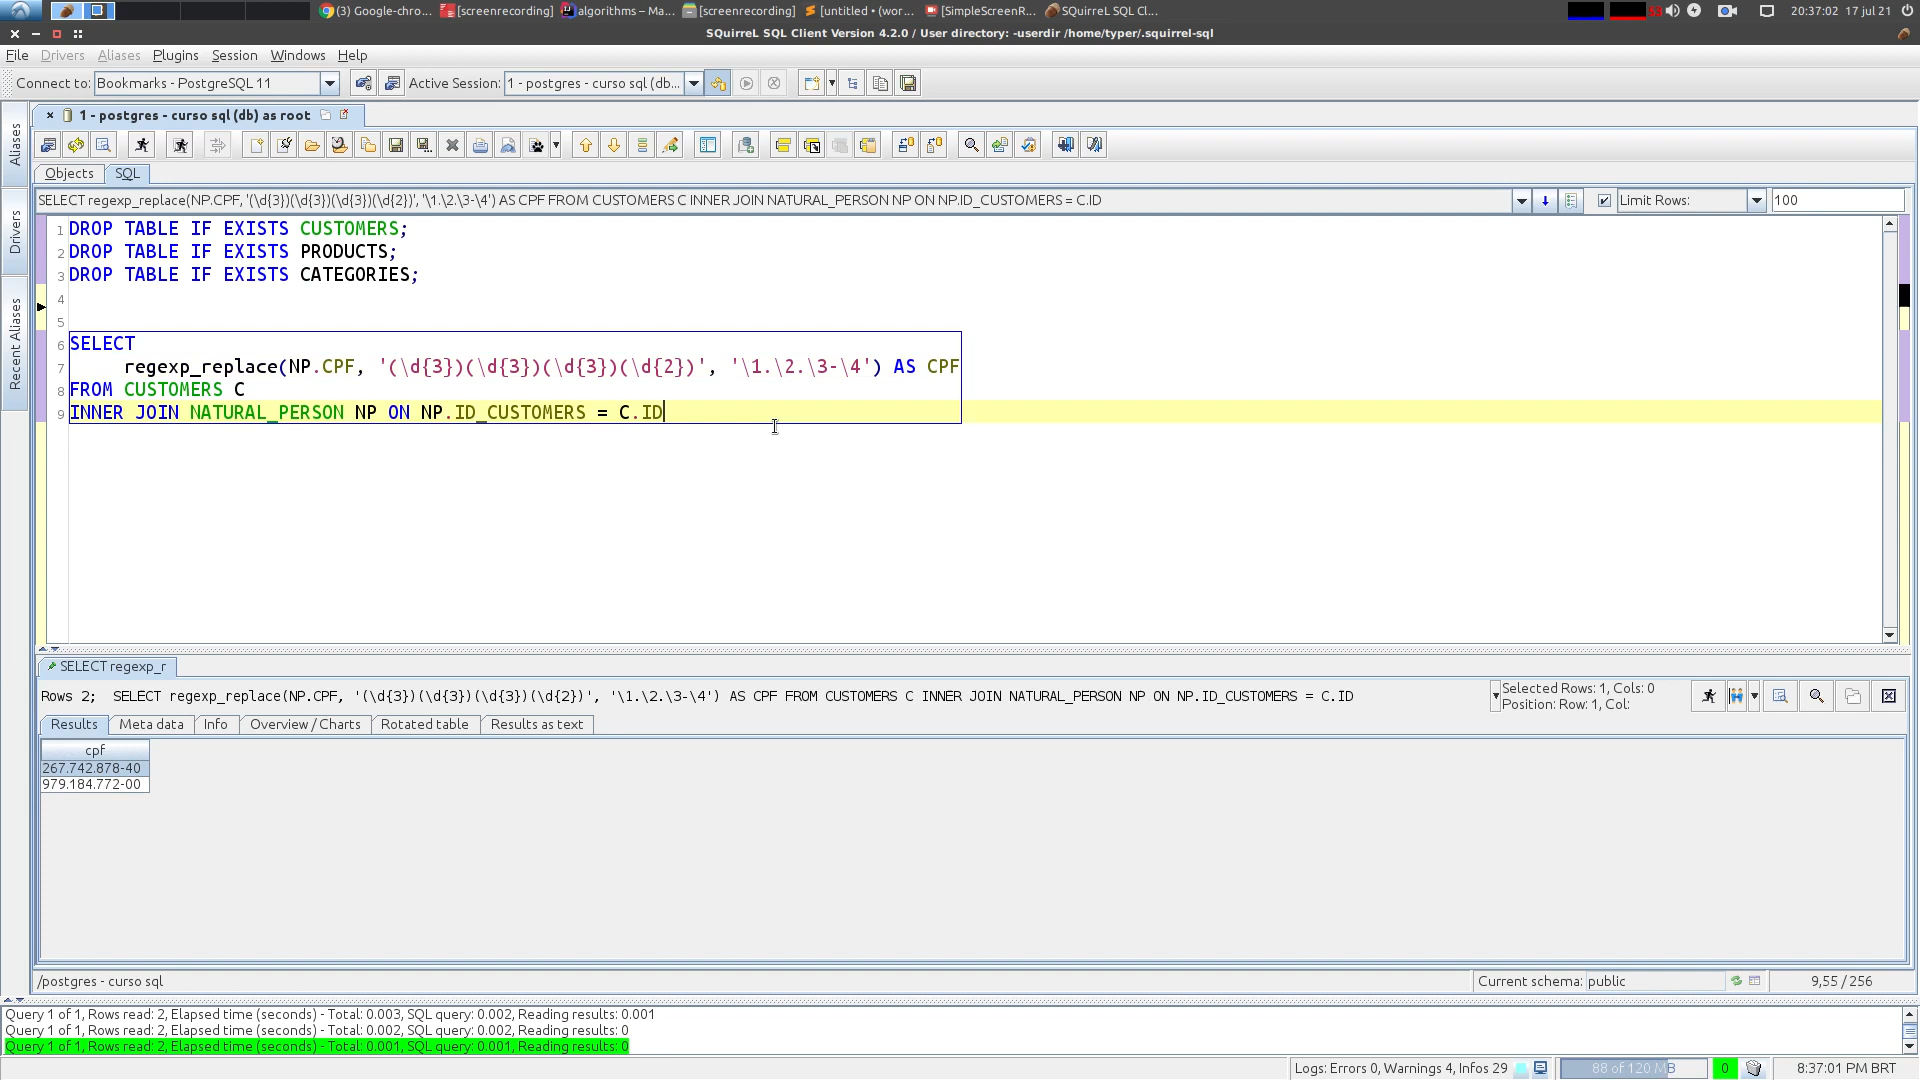 (3) Google-chro...
[screenrecording]
algorithms – Ma...
[screenrecording]
[untitled • (wor...
[SimpleScreenR...
SQuirreL SQL Cl...
20:37:02 17 jul 21
SQuirreL SQL Client Version 4.2.0 / User directory: -userdir /home/typer/.squirrel-sql
File Drivers Aliases Plugins Session Windows Help
Connect to: Bookmarks - PostgreSQL 11 Active Session: 1 - postgres - curso sql (db...
1 - postgres - curso sql (db) as root
Aliases
Drivers
Recent Aliases
Objects SQL
SELECT regexp_replace(NP.CPF, '(\d{3})(\d{3})(\d{3})(\d{2})', '\1.\2.\3-\4') AS CPF FROM CUSTOMERS C INNER JOIN NATURAL_PERSON NP ON NP.ID_CUSTOMERS = C.ID
Limit Rows: 100
1 DROP TABLE IF EXISTS CUSTOMERS;
2 DROP TABLE IF EXISTS PRODUCTS;
3 DROP TABLE IF EXISTS CATEGORIES;
4
5
6 SELECT
7 regexp_replace(NP.CPF, '(\d{3})(\d{3})(\d{3})(\d{2})', '\1.\2.\3-\4') AS CPF
8 FROM CUSTOMERS C
9 INNER JOIN NATURAL_PERSON NP ON NP.ID_CUSTOMERS = C.ID
SELECT regexp_r
Rows 2; SELECT regexp_replace(NP.CPF, '(\d{3})(\d{3})(\d{3})(\d{2})', '\1.\2.\3-\4') AS CPF FROM CUSTOMERS C INNER JOIN NATURAL_PERSON NP ON NP.ID_CUSTOMERS = C.ID
Selected Rows: 1, Cols: 0
Position: Row: 1, Col:
Results Meta data Info Overview / Charts Rotated table Results as text
cpf
267.742.878-40
979.184.772-00
/postgres - curso sql
Current schema: public
9,55 / 256
Query 1 of 1, Rows read: 2, Elapsed time (seconds) - Total: 0.003, SQL query: 0.002, Reading results: 0.001
Query 1 of 1, Rows read: 2, Elapsed time (seconds) - Total: 0.002, SQL query: 0.002, Reading results: 0
Query 1 of 1, Rows read: 2, Elapsed time (seconds) - Total: 0.001, SQL query: 0.001, Reading results: 0
Logs: Errors 0, Warnings 4, Infos 29
88 of 120 MB
0
8:37:01 PM BRT